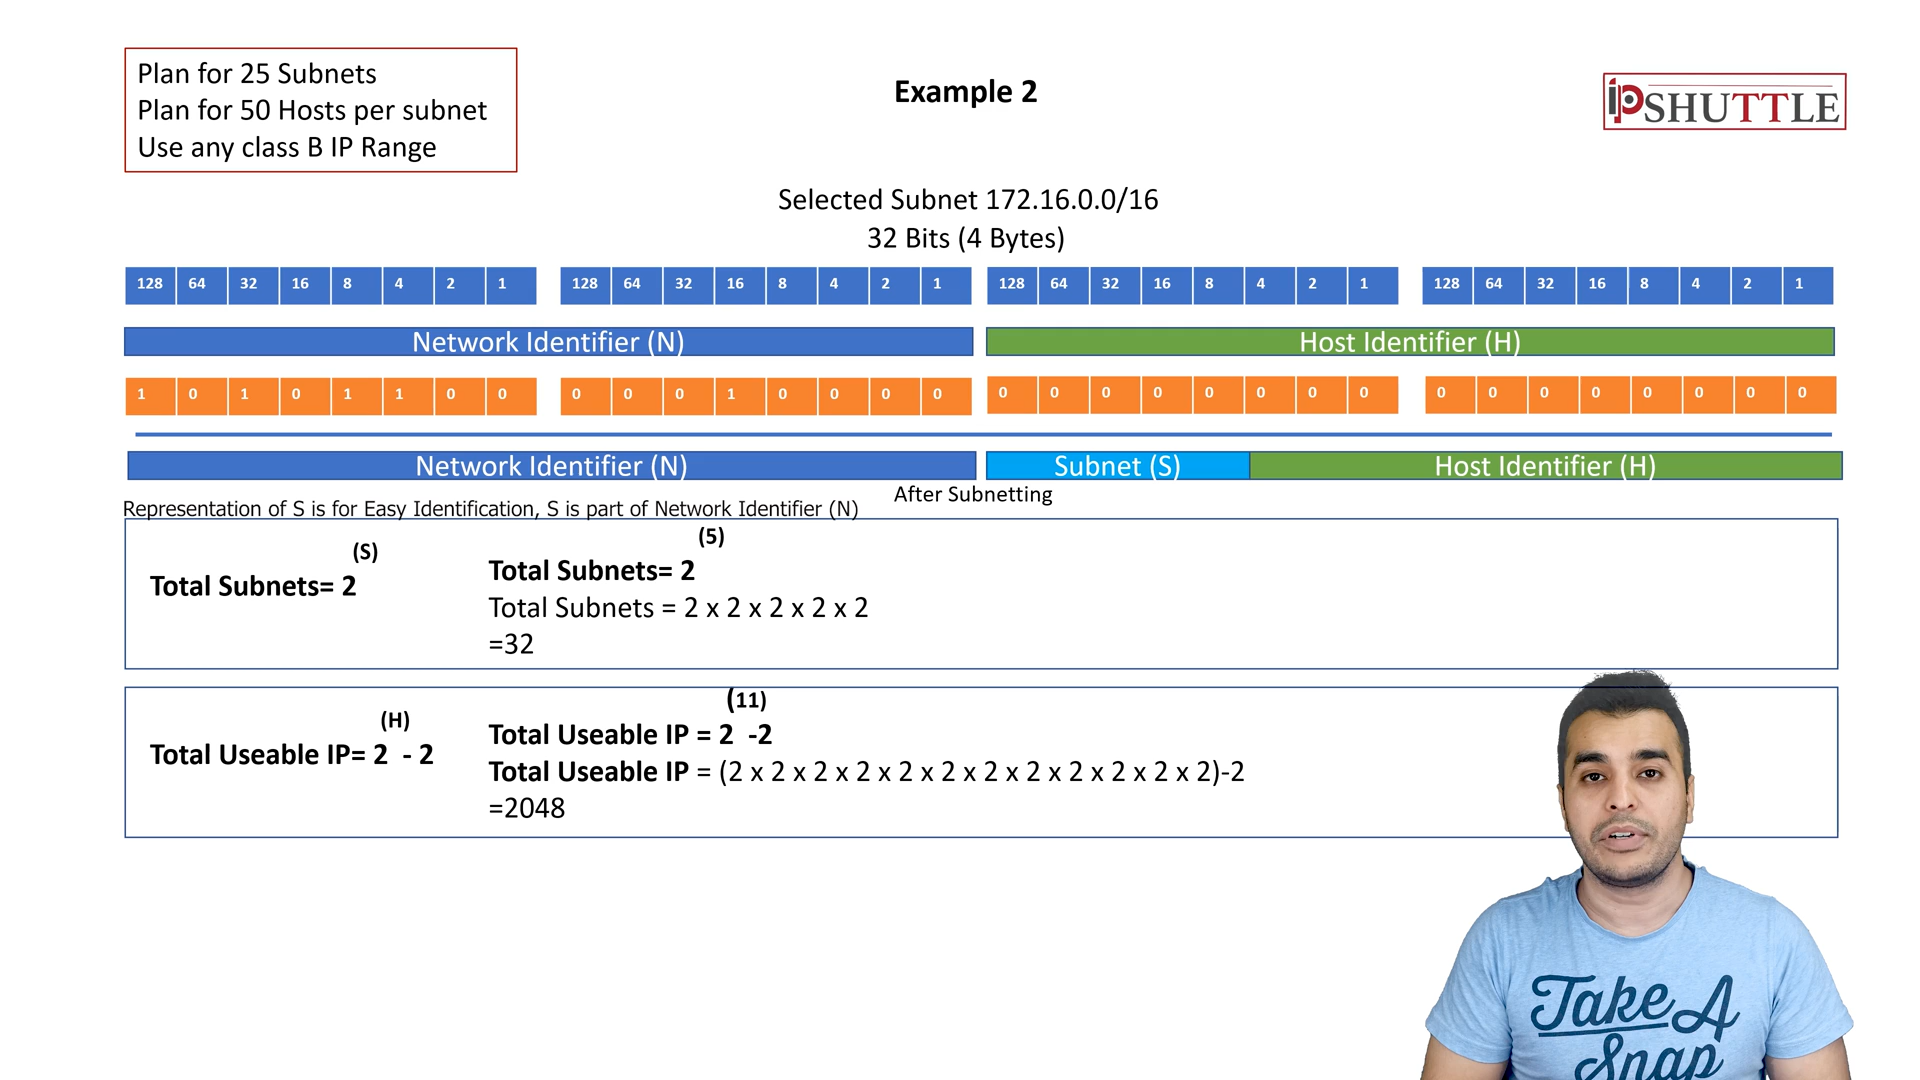 Plan for 25 Subnets
Plan for 50 Hosts per subnet
Use any class B IP Range
Example 2
ipSHUTTLE
Selected Subnet 172.16.0.0/16
32 Bits (4 Bytes)
128 64 32 16 8 4 2 1 128 64 32 16 8 4 2 1 128 64 32 16 8 4 2 1 128 64 32 16 8 4 2 1
Network Identifier (N) Host Identifier (H)
1 0 1 0 1 1 0 0 0 0 0 1 0 0 0 0 0 0 0 0 0 0 0 0 0 0 0 0 0 0 0 0
Network Identifier (N) Subnet (S) Host Identifier (H)
After Subnetting
Representation of S is for Easy Identification, S is part of Network Identifier (N)
(S)
Total Subnets= 2
(5)
Total Subnets= 2
Total Subnets = 2 x 2 x 2 x 2 x 2
=32
(H)
Total Useable IP= 2 - 2
(11)
Total Useable IP = 2 -2
Total Useable IP = (2 x 2 x 2 x 2 x 2 x 2 x 2 x 2 x 2 x 2 x 2 x 2)-2
=2048
Take A
Snap